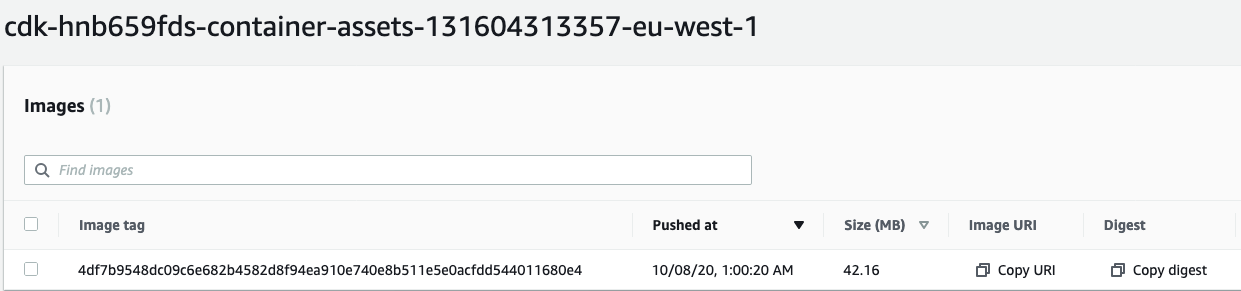 cdk-hnb659fds-container-assets-131604313357-eu-west-1
Images (1)
Find images
Image tag Pushed at Size (MB) Image URI Digest
4df7b9548dc09c6e682b4582d8f94ea910e740e8b511e5e0acfdd544011680e4 10/08/20, 1:00:20 AM 42.16 Copy URI Copy digest